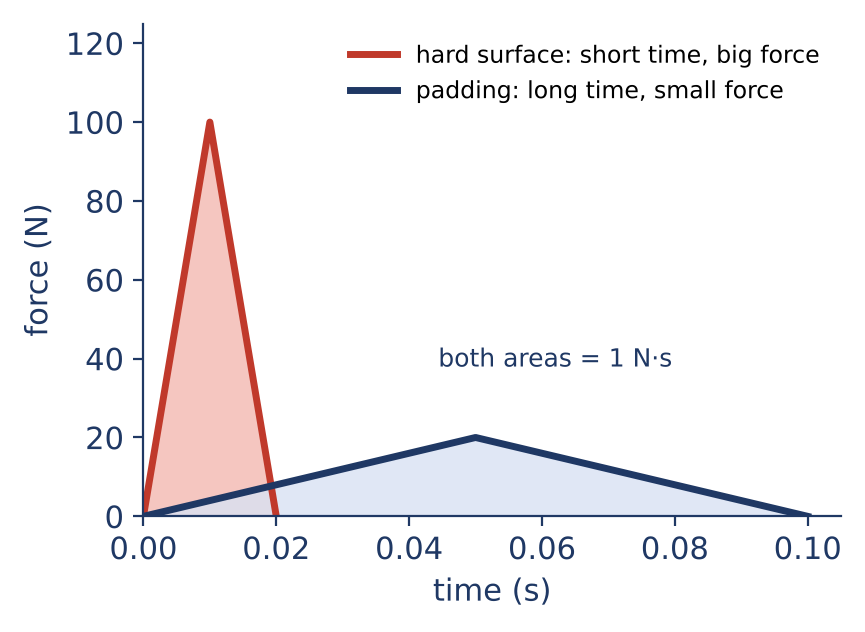 120
100
80
60
40
20
0
force (N)
hard surface: short time, big force
padding: long time, small force
both areas = 1 N·s
0.00 0.02 0.04 0.06 0.08 0.10
time (s)